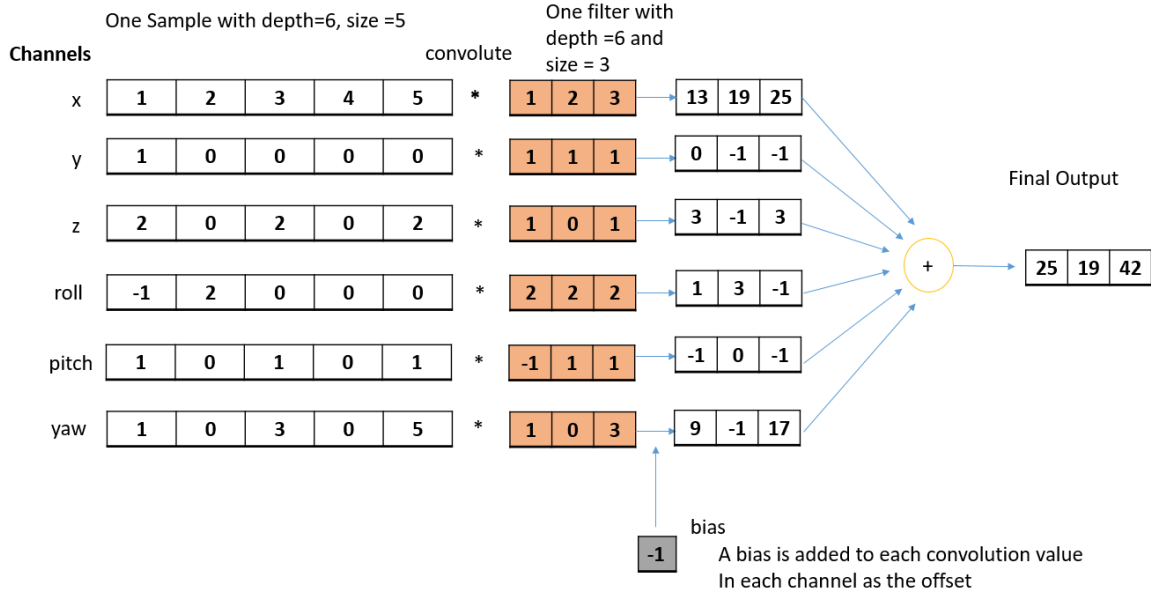 One Sample with depth=6, size =5
One filter with
depth =6 and
size = 3
Channels
convolute
x 1 2 3 4 5 * 1 2 3 13 19 25
y 1 0 0 0 0 * 1 1 1 0 -1 -1
Final Output
z 2 0 2 0 2 * 1 0 1 3 -1 3
+ 25 19 42
roll -1 2 0 0 0 * 2 2 2 1 3 -1
pitch 1 0 1 0 1 * -1 1 1 -1 0 -1
yaw 1 0 3 0 5 * 1 0 3 9 -1 17
bias
-1 A bias is added to each convolution value
In each channel as the offset